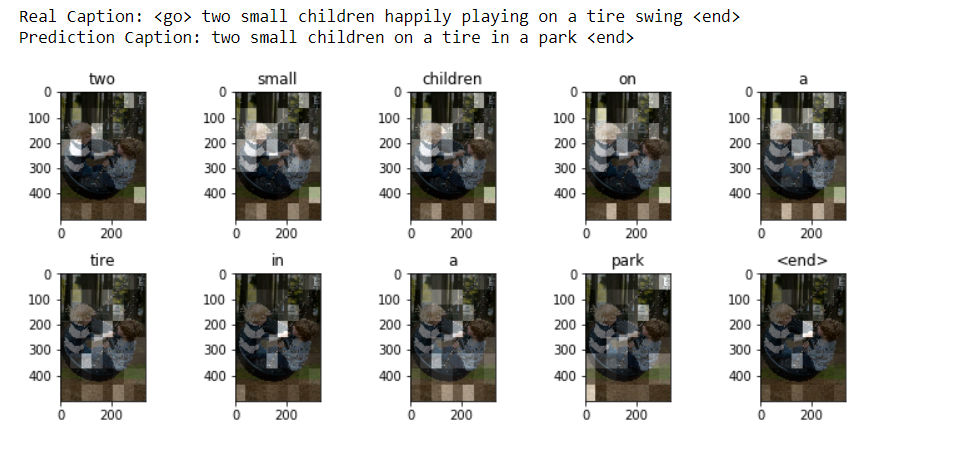 Real Caption: <go> two small children happily playing on a tire swing <end>
Prediction Caption: two small children on a tire in a park <end>
two small children on a
0 0 0 0 0
100 100 100 100 100
200 200 200 200 200
300 300 300 300 300
400 400 400 400 400
0 200 0 200 0 200 0 200 0 200
tire in a park <end>
0 0 0 0 0
100 100 100 100 100
200 200 200 200 200
300 300 300 300 300
400 400 400 400 400
0 200 0 200 0 200 0 200 0 200